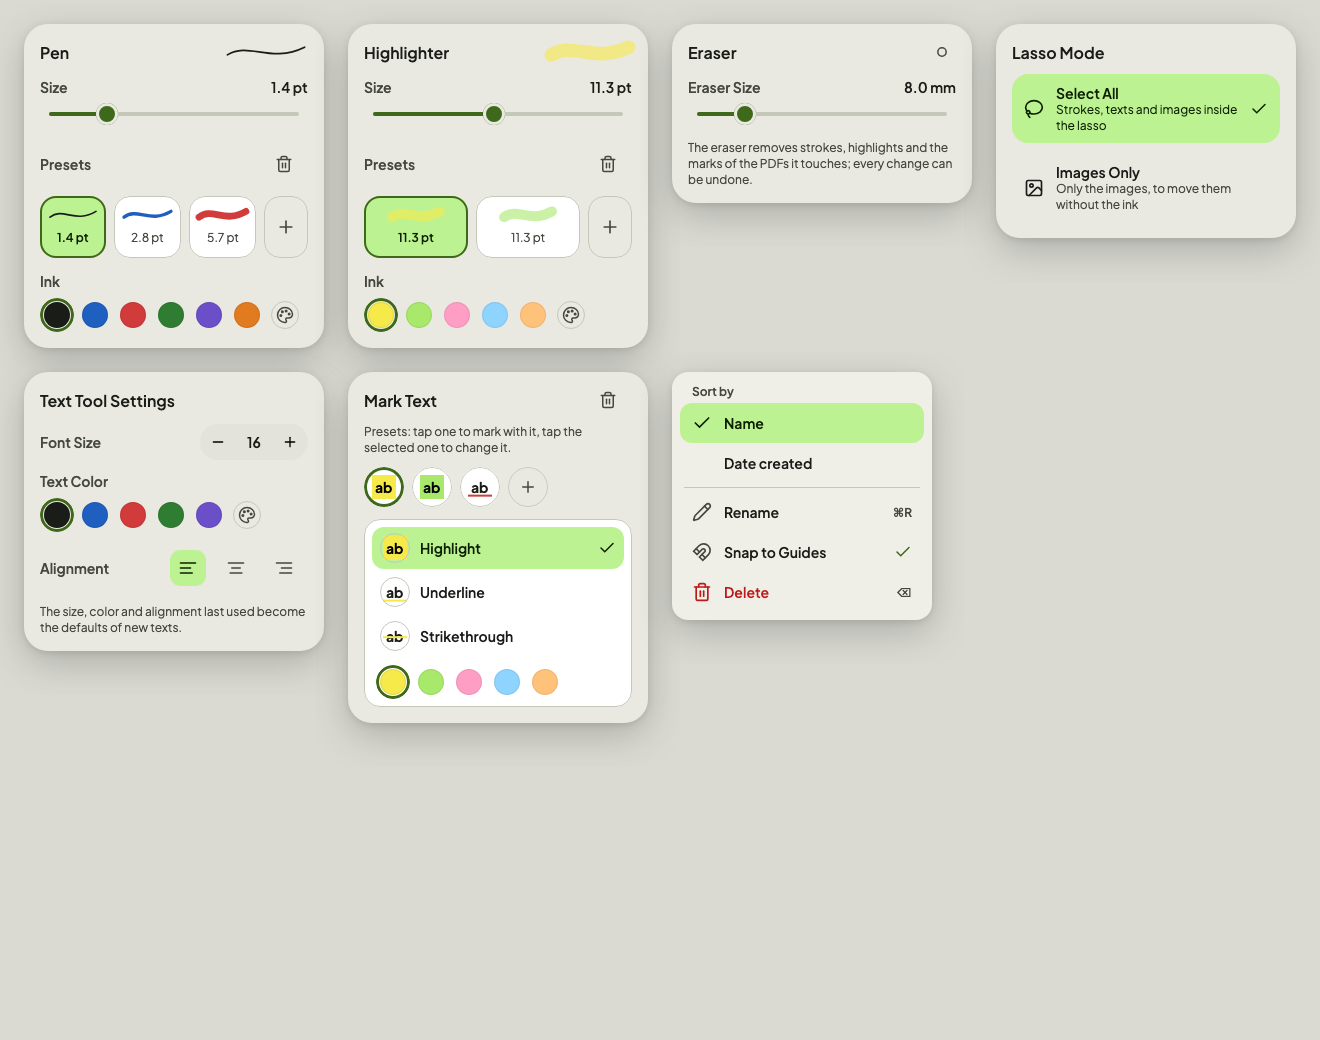 Pen
Size 1.4 pt
Presets
1.4 pt 2.8 pt 5.7 pt
Ink
Highlighter
Size 11.3 pt
Presets
11.3 pt 11.3 pt
Ink
Eraser
Eraser Size 8.0 mm
The eraser removes strokes, highlights and the
marks of the PDFs it touches; every change can
be undone.
Lasso Mode
Select All
Strokes, texts and images inside
the lasso
Images Only
Only the images, to move them
without the ink
Text Tool Settings
Font Size − 16 +
Text Color
Alignment
The size, color and alignment last used become
the defaults of new texts.
Mark Text
Presets: tap one to mark with it, tap the
selected one to change it.
ab ab ab
ab Highlight
ab Underline
ab Strikethrough
Sort by
Name
Date created
Rename ⌘R
Snap to Guides
Delete ⌫